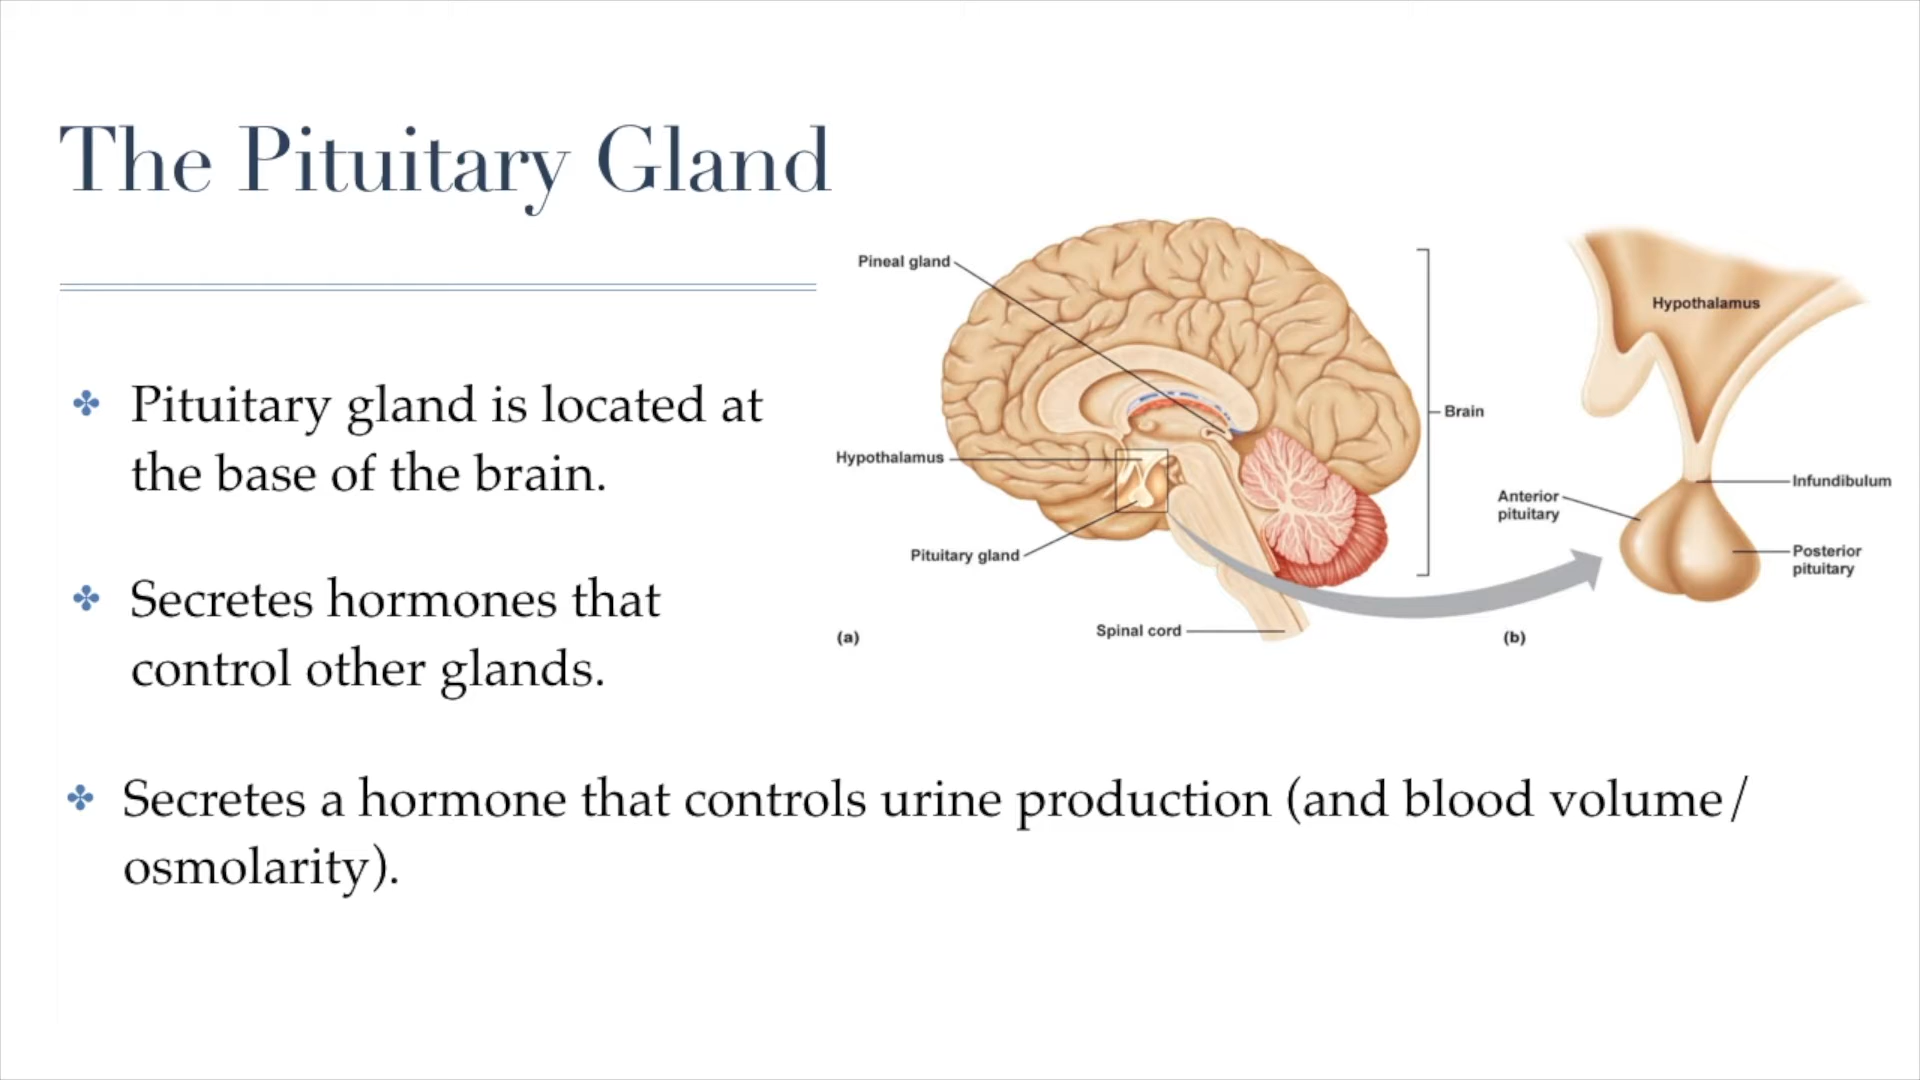 The Pituitary Gland
Pituitary gland is located at
the base of the brain.
Secretes hormones that
control other glands.
Secretes a hormone that controls urine production (and blood volume/
osmolarity).
Pineal gland
Hypothalamus
Pituitary gland
Spinal cord
Brain
(a)
Hypothalamus
Infundibulum
Anterior
pituitary
Posterior
pituitary
(b)